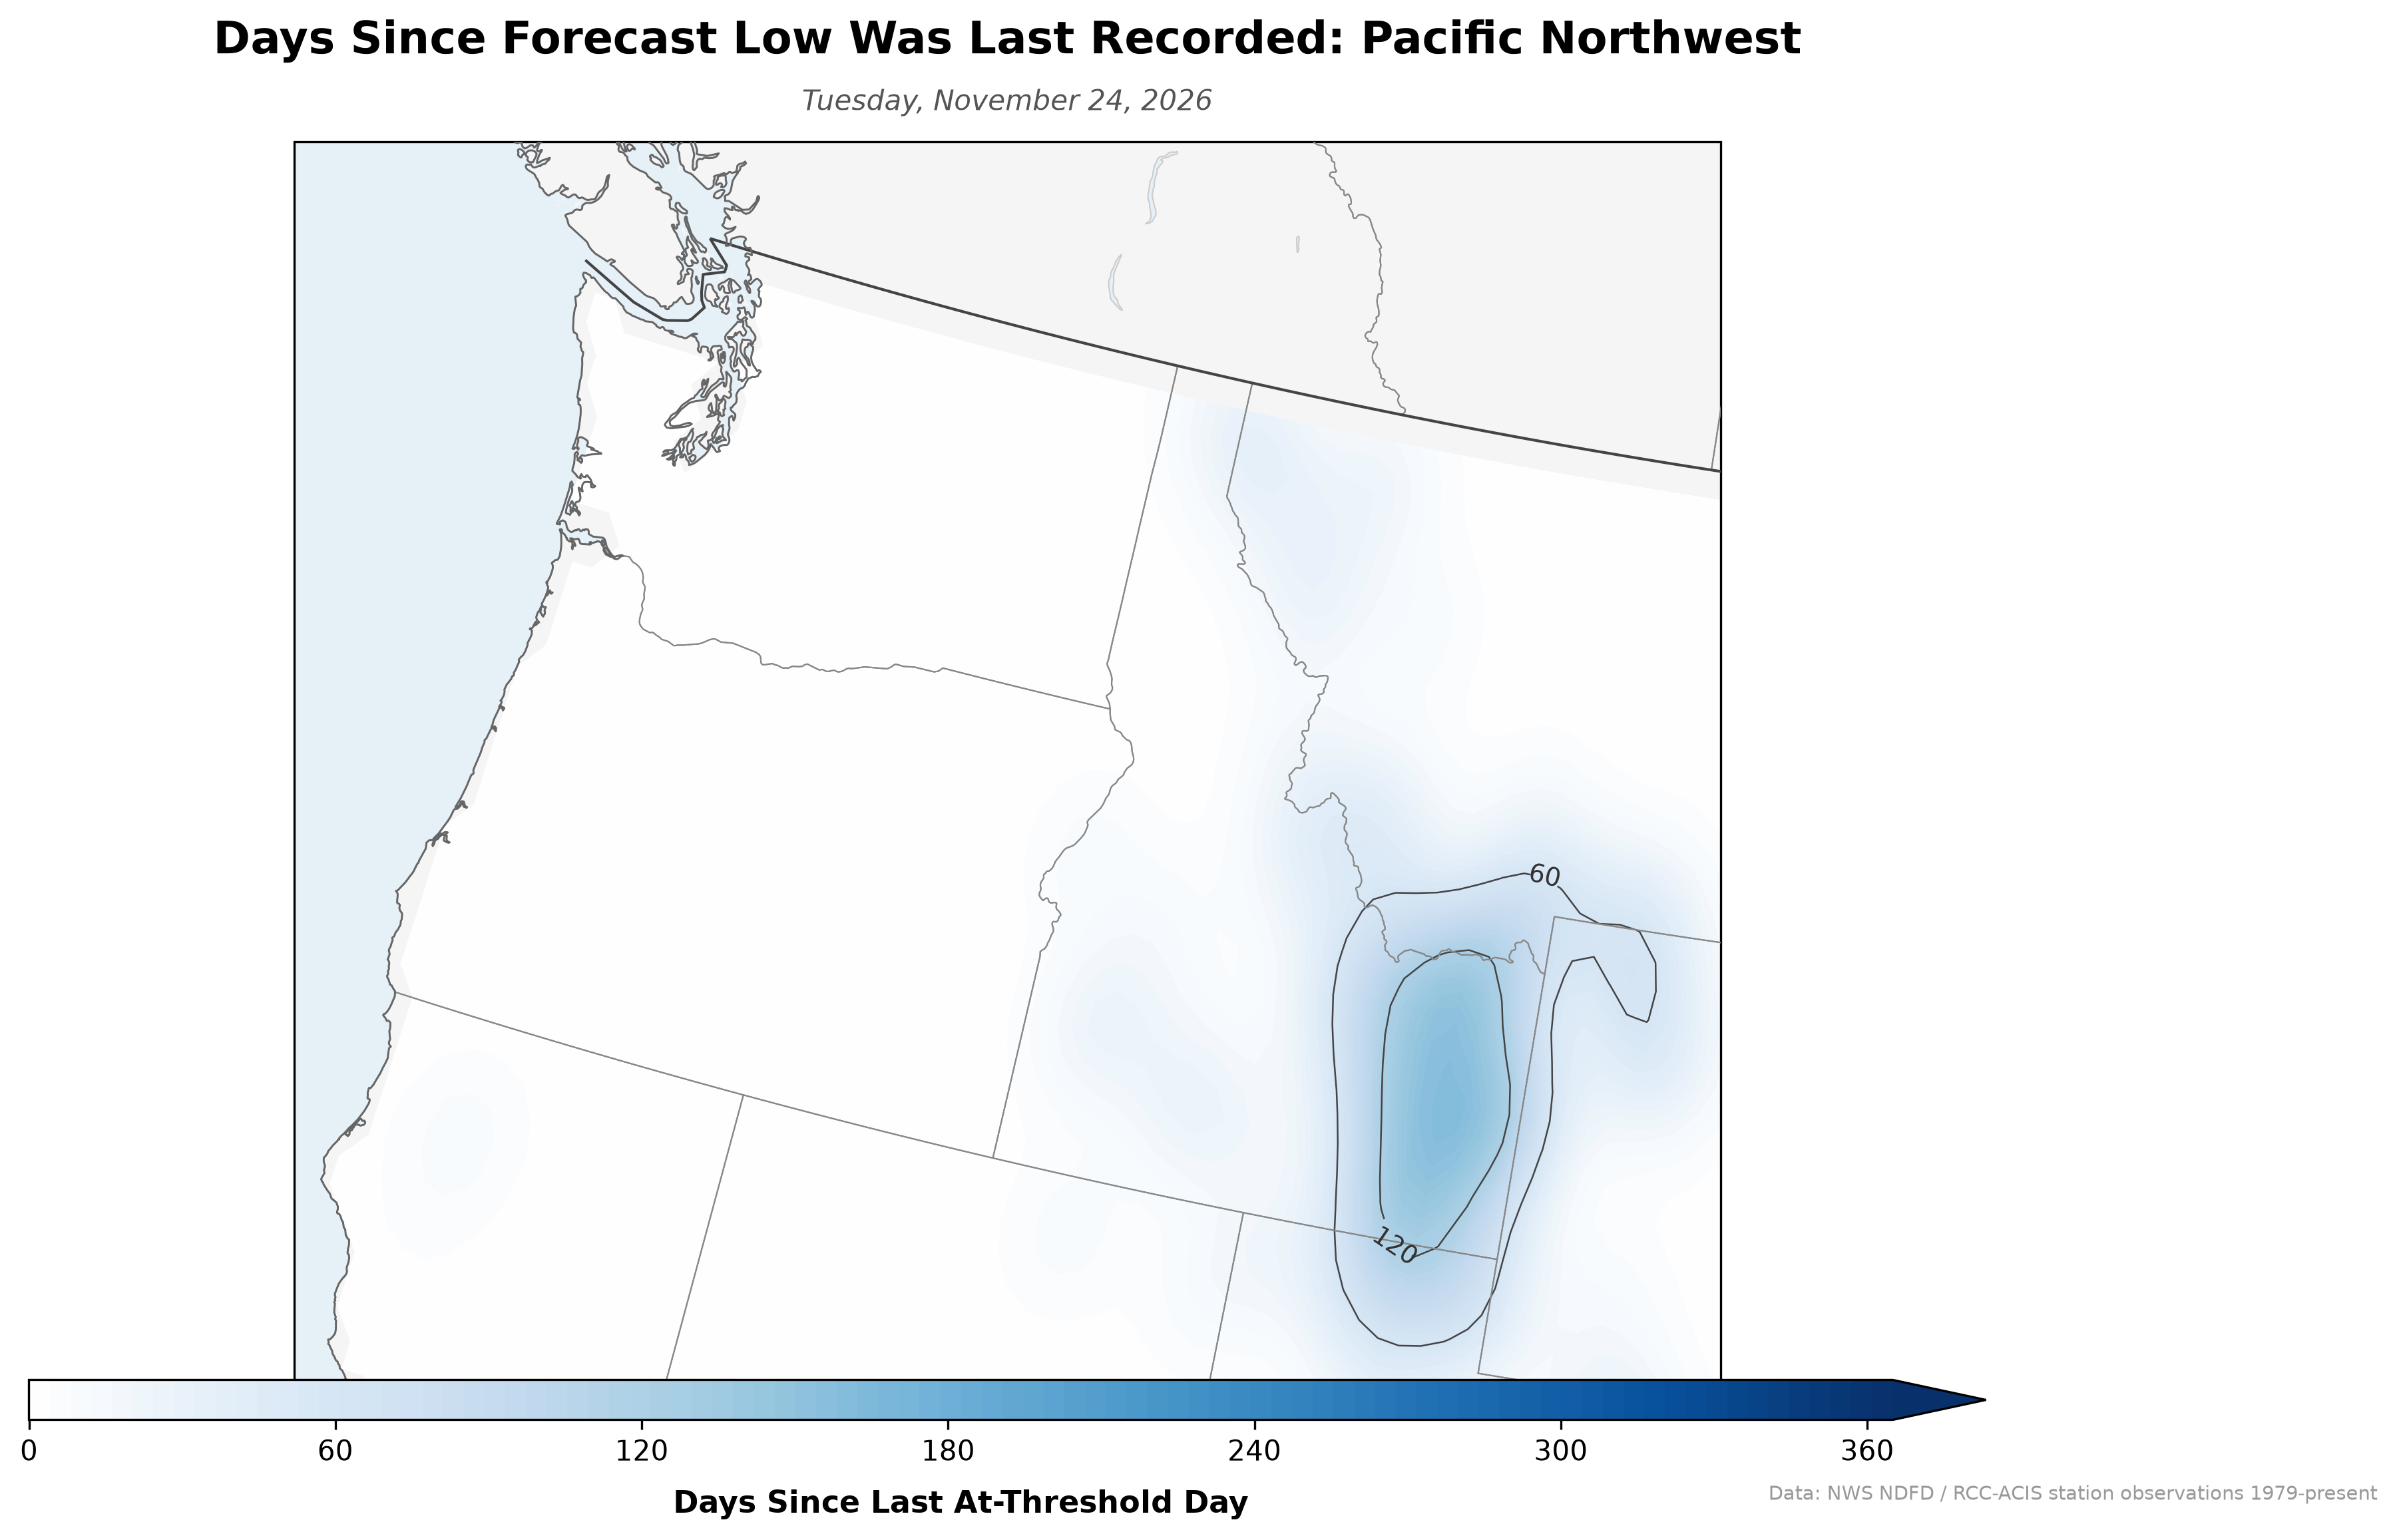 Days Since Forecast Low Was Last Recorded: Pacific Northwest
Tuesday, November 24, 2026
60
120
0 60 120 180 240 300 360
Days Since Last At-Threshold Day
Data: NWS NDFD / RCC-ACIS station observations 1979-present